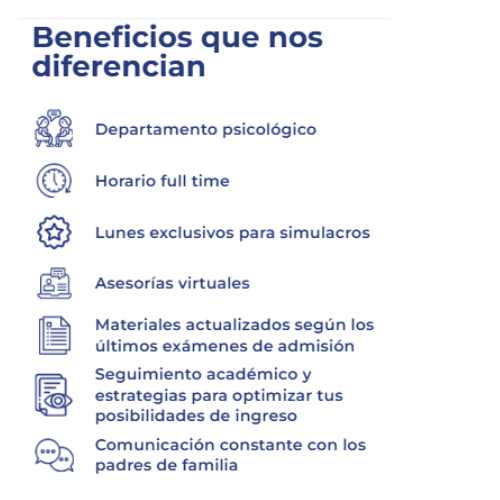 Beneficios que nos
diferencian
Departamento psicológico
Horario full time
Lunes exclusivos para simulacros
Asesorías virtuales
Materiales actualizados según los
últimos exámenes de admisión
Seguimiento académico y
estrategias para optimizar tus
posibilidades de ingreso
Comunicación constante con los
padres de familia